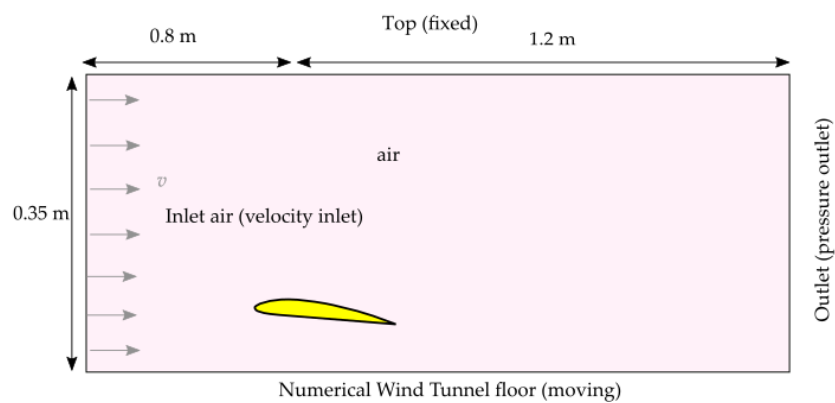 Top (fixed)
0.8 m
1.2 m
air
v
Inlet air (velocity inlet)
0.35 m
Outlet (pressure outlet)
Numerical Wind Tunnel floor (moving)